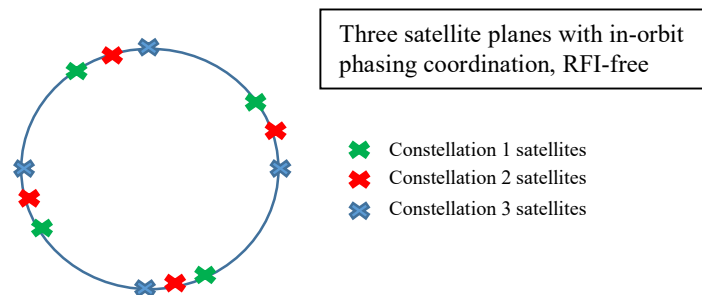 Three satellite planes with in-orbit
phasing coordination, RFI-free
Constellation 1 satellites
Constellation 2 satellites
Constellation 3 satellites